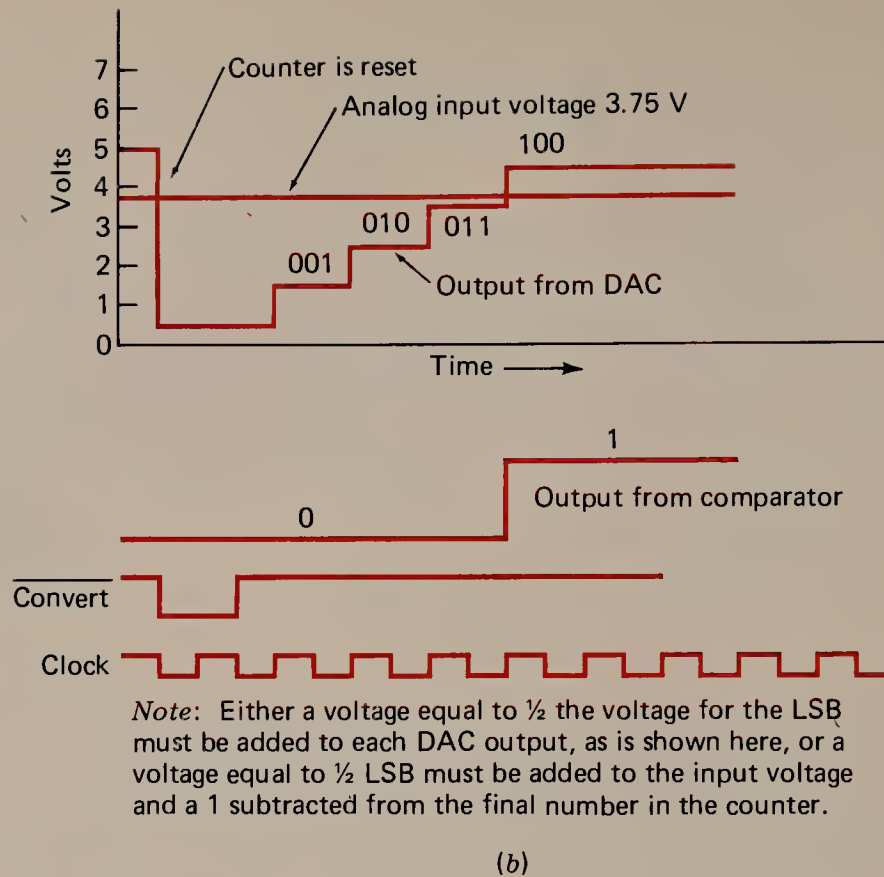 Counter is reset
Analog input voltage 3.75 V
Volts
7
6
5
4
3
2
1
0
100
010
011
001
Output from DAC
Time
1
Output from comparator
0
Convert
Clock
Note: Either a voltage equal to ½ the voltage for the LSB
must be added to each DAC output, as is shown here, or a
voltage equal to ½ LSB must be added to the input voltage
and a 1 subtracted from the final number in the counter.
(b)